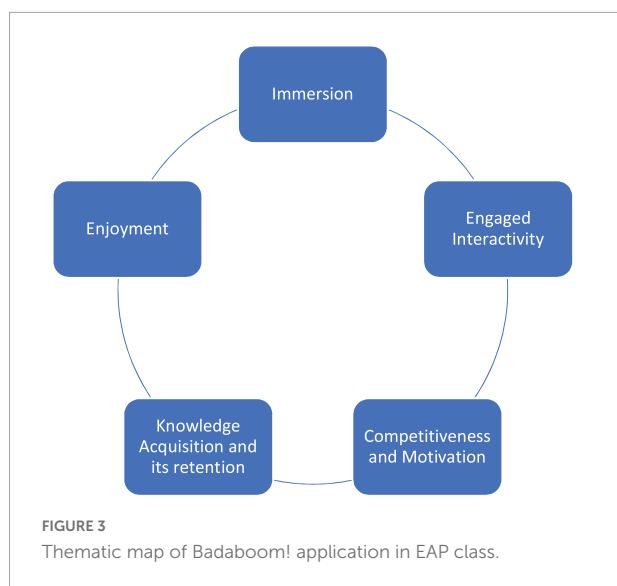 Immersion
Engaged
Interactivity
Competitiveness
and Motivation
Knowledge
Acquisition and
its retention
Enjoyment
FIGURE 3
Thematic map of Badaboom! application in EAP class.